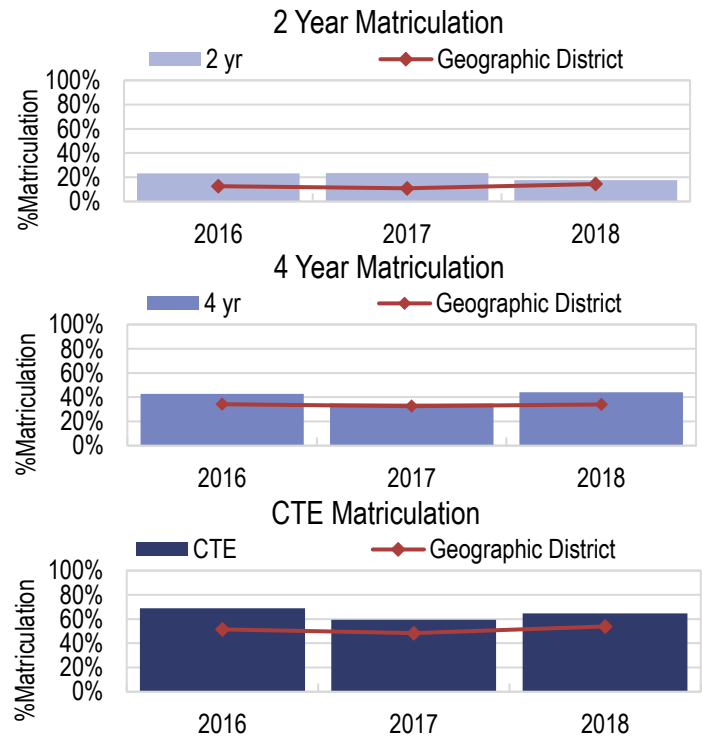 2 Year Matriculation
2 yr Geographic District
%Matriculation
100%
80%
60%
40%
20%
0%
2016 2017 2018
4 Year Matriculation
4 yr Geographic District
%Matriculation
100%
80%
60%
40%
20%
0%
2016 2017 2018
CTE Matriculation
CTE Geographic District
%Matriculation
100%
80%
60%
40%
20%
0%
2016 2017 2018